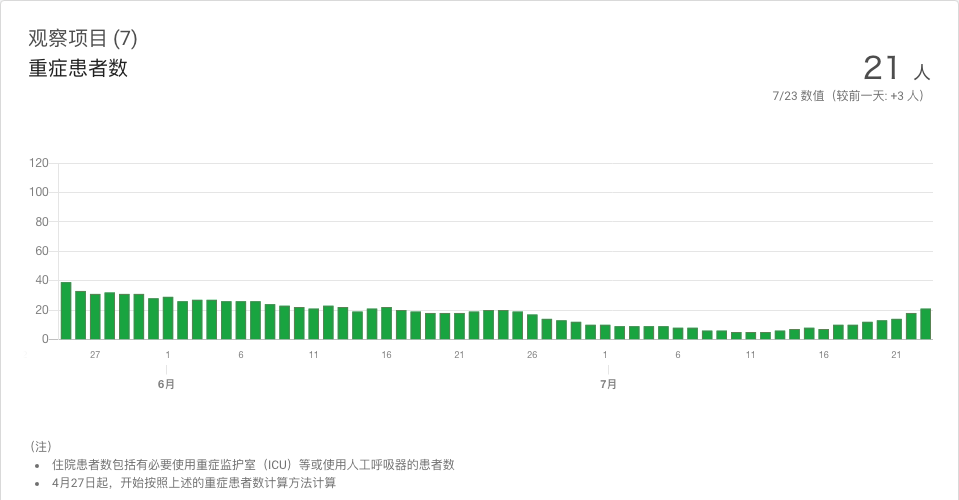 观察项目 (7)
重症患者数
21 人
7/23 数值（较前一天: +3 人）
120
100
80
60
40
20
0
27 1 6 11 16 21 26 1 6 11 16 21
6月 7月
（注）
• 住院患者数包括有必要使用重症监护室（ICU）等或使用人工呼吸器的患者数
• 4月27日起，开始按照上述的重症患者数计算方法计算